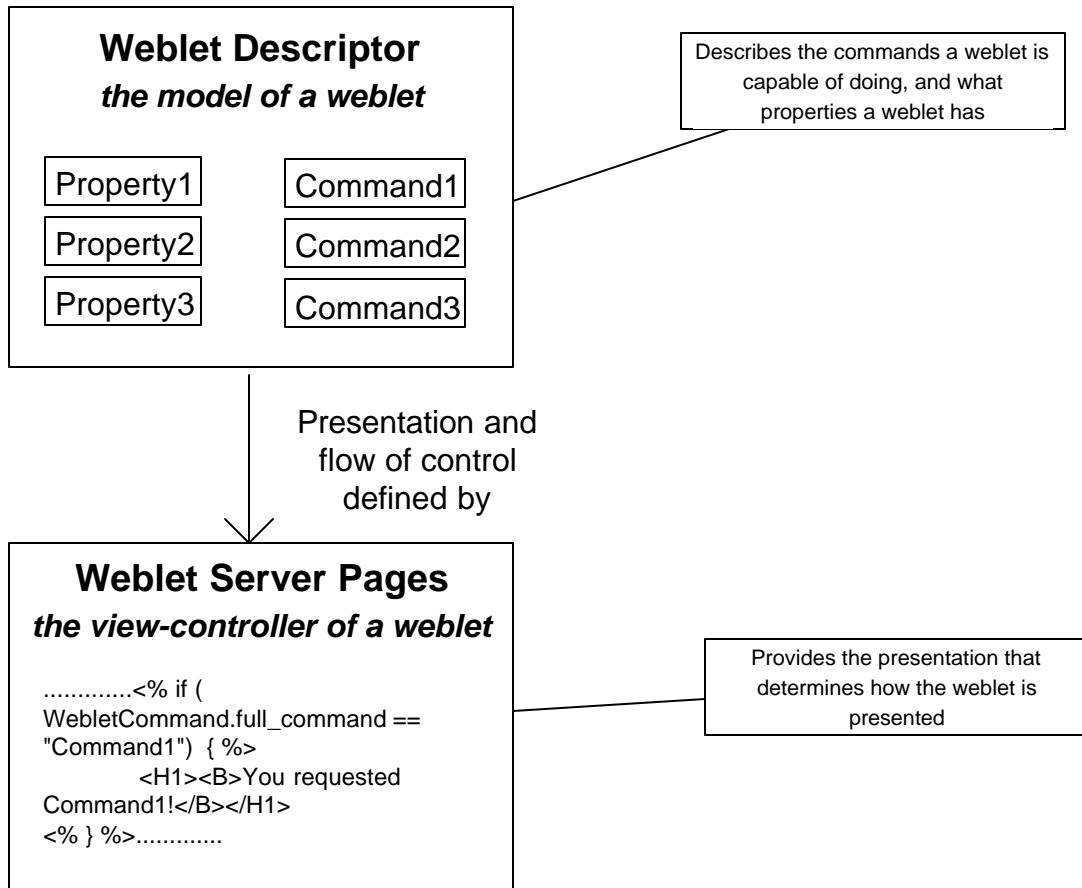 Weblet Descriptor
the model of a weblet
Describes the commands a weblet is
capable of doing, and what
properties a weblet has
Property1
Command1
Property2
Command2
Property3
Command3
Presentation and
flow of control
defined by
Weblet Server Pages
the view-controller of a weblet
.............<% if (
WebletCommand.full_command ==
"Command1")  { %>
<H1><B>You requested
Command1!</B></H1>
<% } %>.............
Provides the presentation that
determines how the weblet is
presented